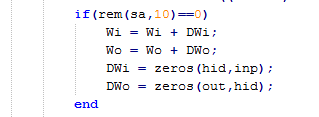 if(rem(sa,10)==0)
Wi = Wi + DWi;
Wo = Wo + DWo;
DWi = zeros(hid,inp);
DWo = zeros(out,hid);
end